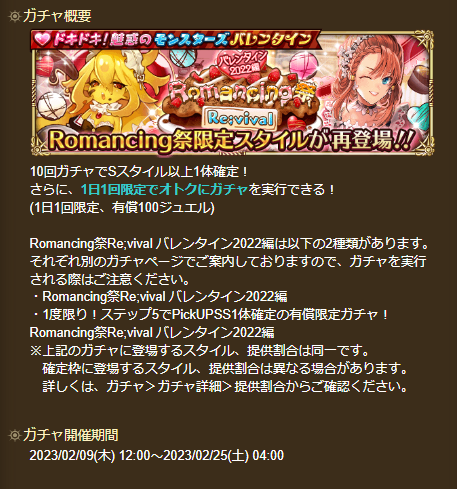 ガチャ概要
ドキドキ!魅惑のモンスターズバレンタイン
バレンタイン
2022編
Romancing祭
Re;vival
Romancing祭限定スタイルが再登場!!
10回ガチャでSスタイル以上1体確定！
さらに、1日1回限定でオトクにガチャを実行できる！
(1日1回限定、有償100ジュエル)
Romancing祭Re;vival バレンタイン2022編は以下の2種類があります。
それぞれ別のガチャページでご案内しておりますので、ガチャを実行
される際はご注意ください。
・Romancing祭Re;vival バレンタイン2022編
・1度限り！ステップ5でPickUPSS1体確定の有償限定ガチャ！
Romancing祭Re;vival バレンタイン2022編
※上記のガチャに登場するスタイル、提供割合は同一です。
確定枠に登場するスタイル、提供割合は異なる場合があります。
詳しくは、ガチャ＞ガチャ詳細＞提供割合からご確認ください。
ガチャ開催期間
2023/02/09(木) 12:00～2023/02/25(土) 04:00